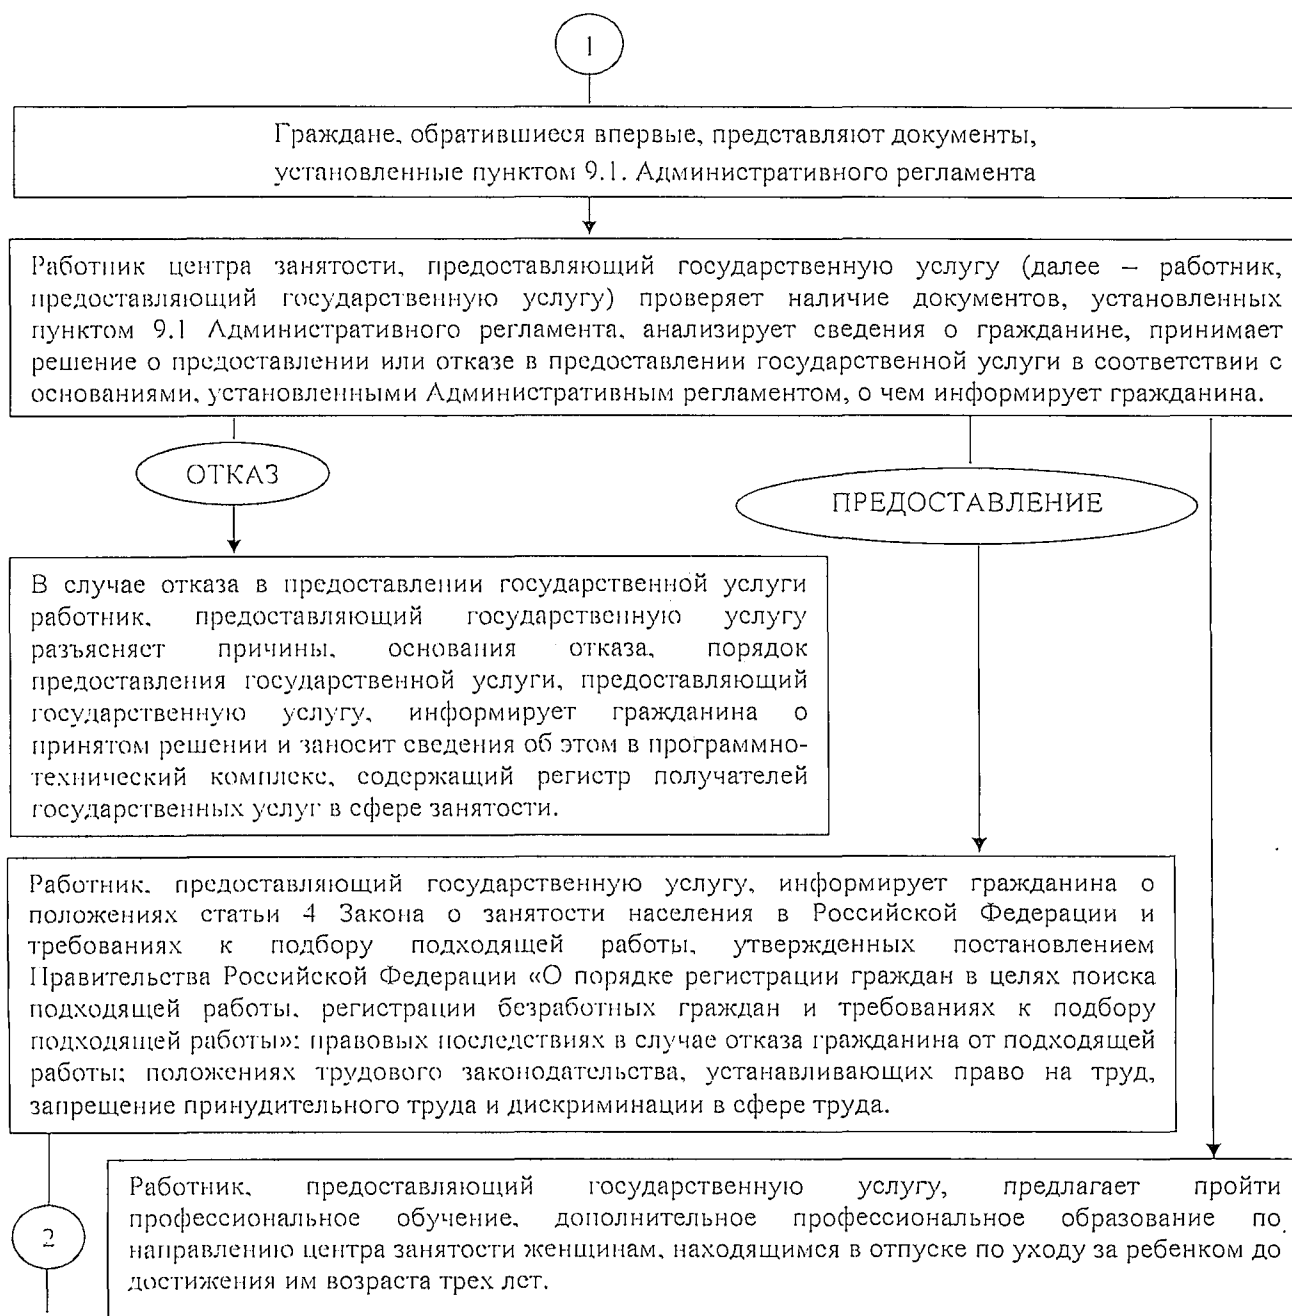 1
Граждане, обратившиеся впервые, представляют документы,
установленные пунктом 9.1. Административного регламента
Работник центра занятости, предоставляющий государственную услугу (далее – работник,
предоставляющий государственную услугу) проверяет наличие документов, установленных
пунктом 9.1 Административного регламента, анализирует сведения о гражданине, принимает
решение о предоставлении или отказе в предоставлении государственной услуги в соответствии с
основаниями, установленными Административным регламентом, о чем информирует гражданина.
ОТКАЗ
ПРЕДОСТАВЛЕНИЕ
В случае отказа в предоставлении государственной услуги
работник, предоставляющий государственную услугу
разъясняет причины, основания отказа, порядок
предоставления государственной услуги, предоставляющий
государственную услугу, информирует гражданина о
принятом решении и заносит сведения об этом в программно-
технический комплекс, содержащий регистр получателей
государственных услуг в сфере занятости.
Работник, предоставляющий государственную услугу, информирует гражданина о
положениях статьи 4 Закона о занятости населения в Российской Федерации и
требованиях к подбору подходящей работы, утвержденных постановлением
Правительства Российской Федерации «О порядке регистрации граждан в целях поиска
подходящей работы, регистрации безработных граждан и требованиях к подбору
подходящей работы»; правовых последствиях в случае отказа гражданина от подходящей
работы; положениях трудового законодательства, устанавливающих право на труд,
запрещение принудительного труда и дискриминации в сфере труда.
2
Работник, предоставляющий государственную услугу, предлагает пройти
профессиональное обучение, дополнительное профессиональное образование по
направлению центра занятости женщинам, находящимся в отпуске по уходу за ребенком до
достижения им возраста трех лет.